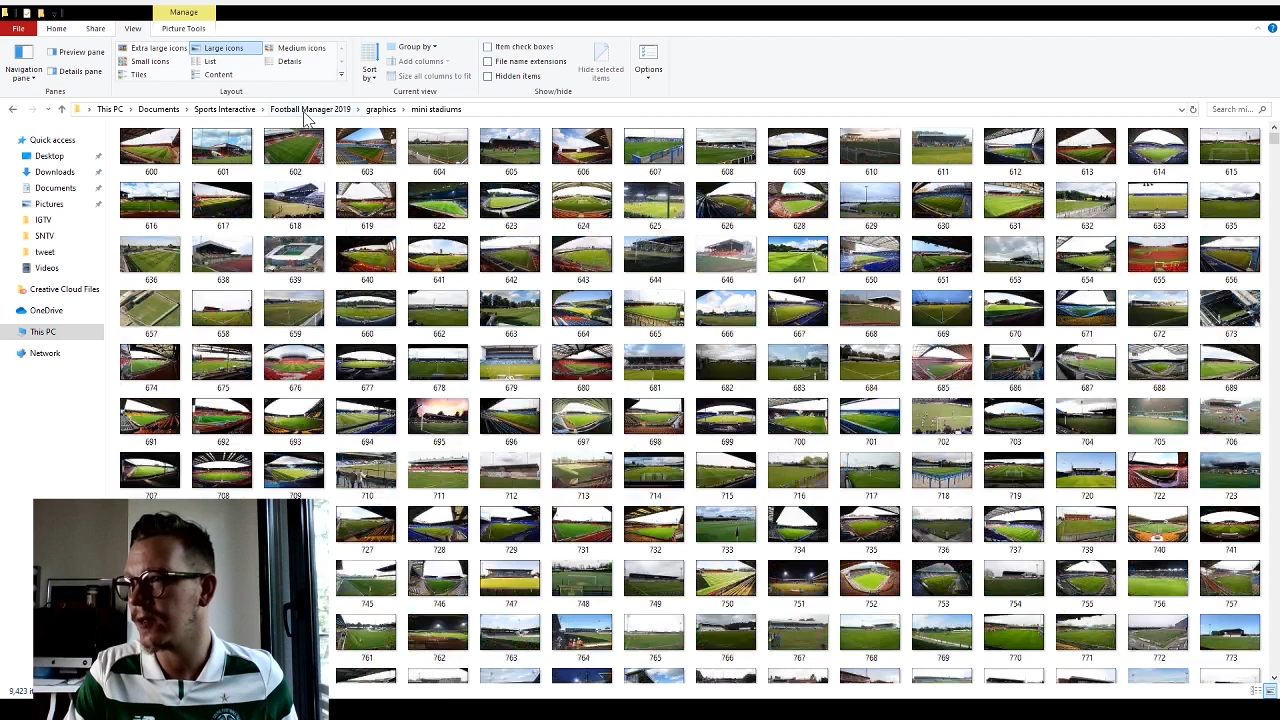 Manage
File Home Share View Picture Tools
Navigation pane Preview pane Details pane
Extra large icons Large icons Medium icons
Small icons List Details
Tiles Content
Sort by Group by
Add columns
Size all columns to fit
Item check boxes
File name extensions
Hidden items
Hide selected items
Options
Panes Layout Current view Show/hide
This PC Documents Sports Interactive Football Manager 2019 graphics mini stadiums
Search mi...
Quick access
Desktop
Downloads
Documents
Pictures
IGTV
SNTV
tweet
Videos
Creative Cloud Files
OneDrive
This PC
Network
600 601 602 603 604 605 606 607 608 609 610 611 612 613 614 615
616 617 618 619 622 623 624 625 626 628 629 630 631 632 633 635
636 638 639 640 641 642 643 644 646 647 650 651 653 654 655 656
657 658 659 660 662 663 664 665 666 667 668 669 670 671 672 673
674 675 676 677 678 679 680 681 682 683 684 685 686 687 688 689
691 692 693 694 695 696 697 698 699 700 701 702 703 704 705 706
707 708 709 710 711 712 713 714 715 716 717 718 719 720 722 723
727 728 729 731 732 733 734 735 736 737 739 740 741
745 746 747 748 749 750 751 752 753 754 755 756 757
761 762 763 764 765 766 767 768 769 770 771 772 773
9,423 it